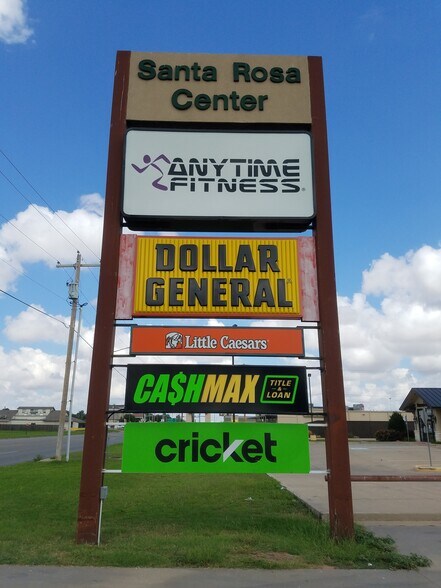 Santa Rosa
Center
ANYTIME
FITNESS
DOLLAR
GENERAL
Little Caesars
CA$HMAX
TITLE
&
LOAN
cricket